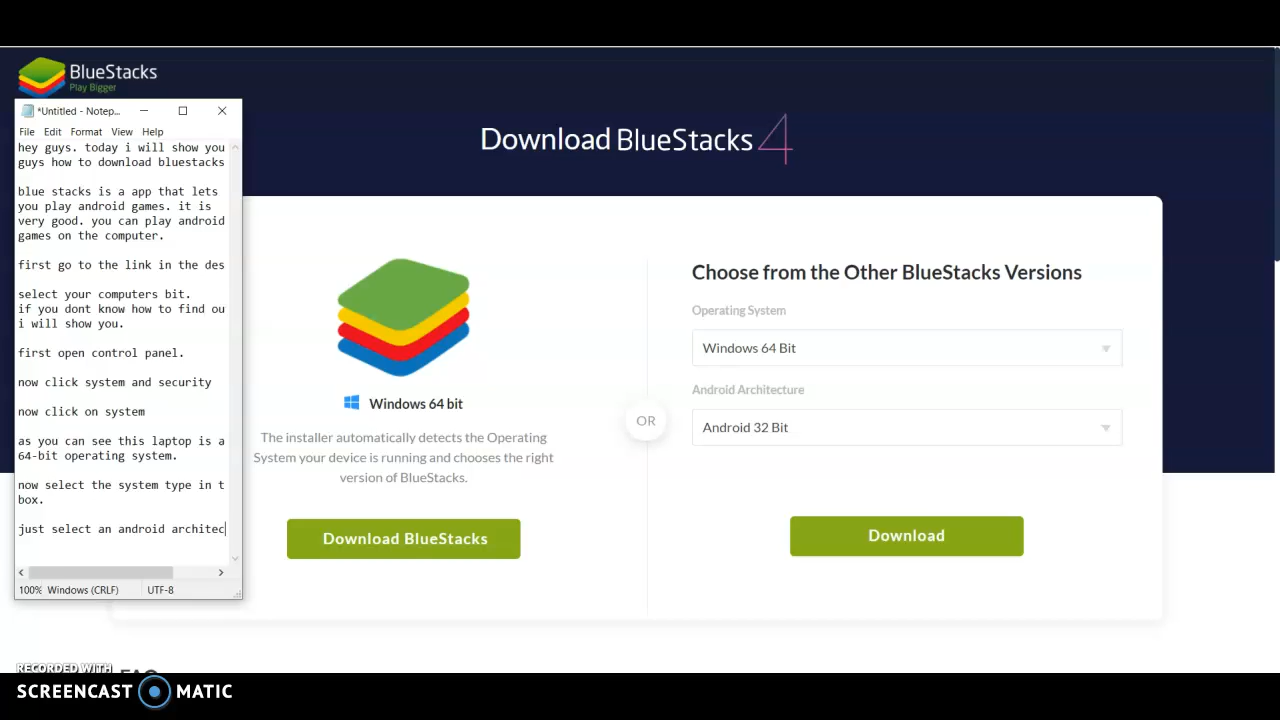 BlueStacks
Play Bigger
*Untitled - Notep...
File Edit Format View Help
hey guys. today i will show you
guys how to download bluestacks
blue stacks is a app that lets
you play android games. it is
very good. you can play android
games on the computer.
first go to the link in the des
select your computers bit.
if you dont know how to find ou
i will show you.
first open control panel.
now click system and security
now click on system
as you can see this laptop is a
64-bit operating system.
now select the system type in t
box.
just select an android architec
100% Windows (CRLF) UTF-8
Download BlueStacks 4
Windows 64 bit
The installer automatically detects the Operating
System your device is running and chooses the right
version of BlueStacks.
Download BlueStacks
OR
Choose from the Other BlueStacks Versions
Operating System
Windows 64 Bit
Android Architecture
Android 32 Bit
Download
FAQ
RECORDED WITH
SCREENCAST MATIC